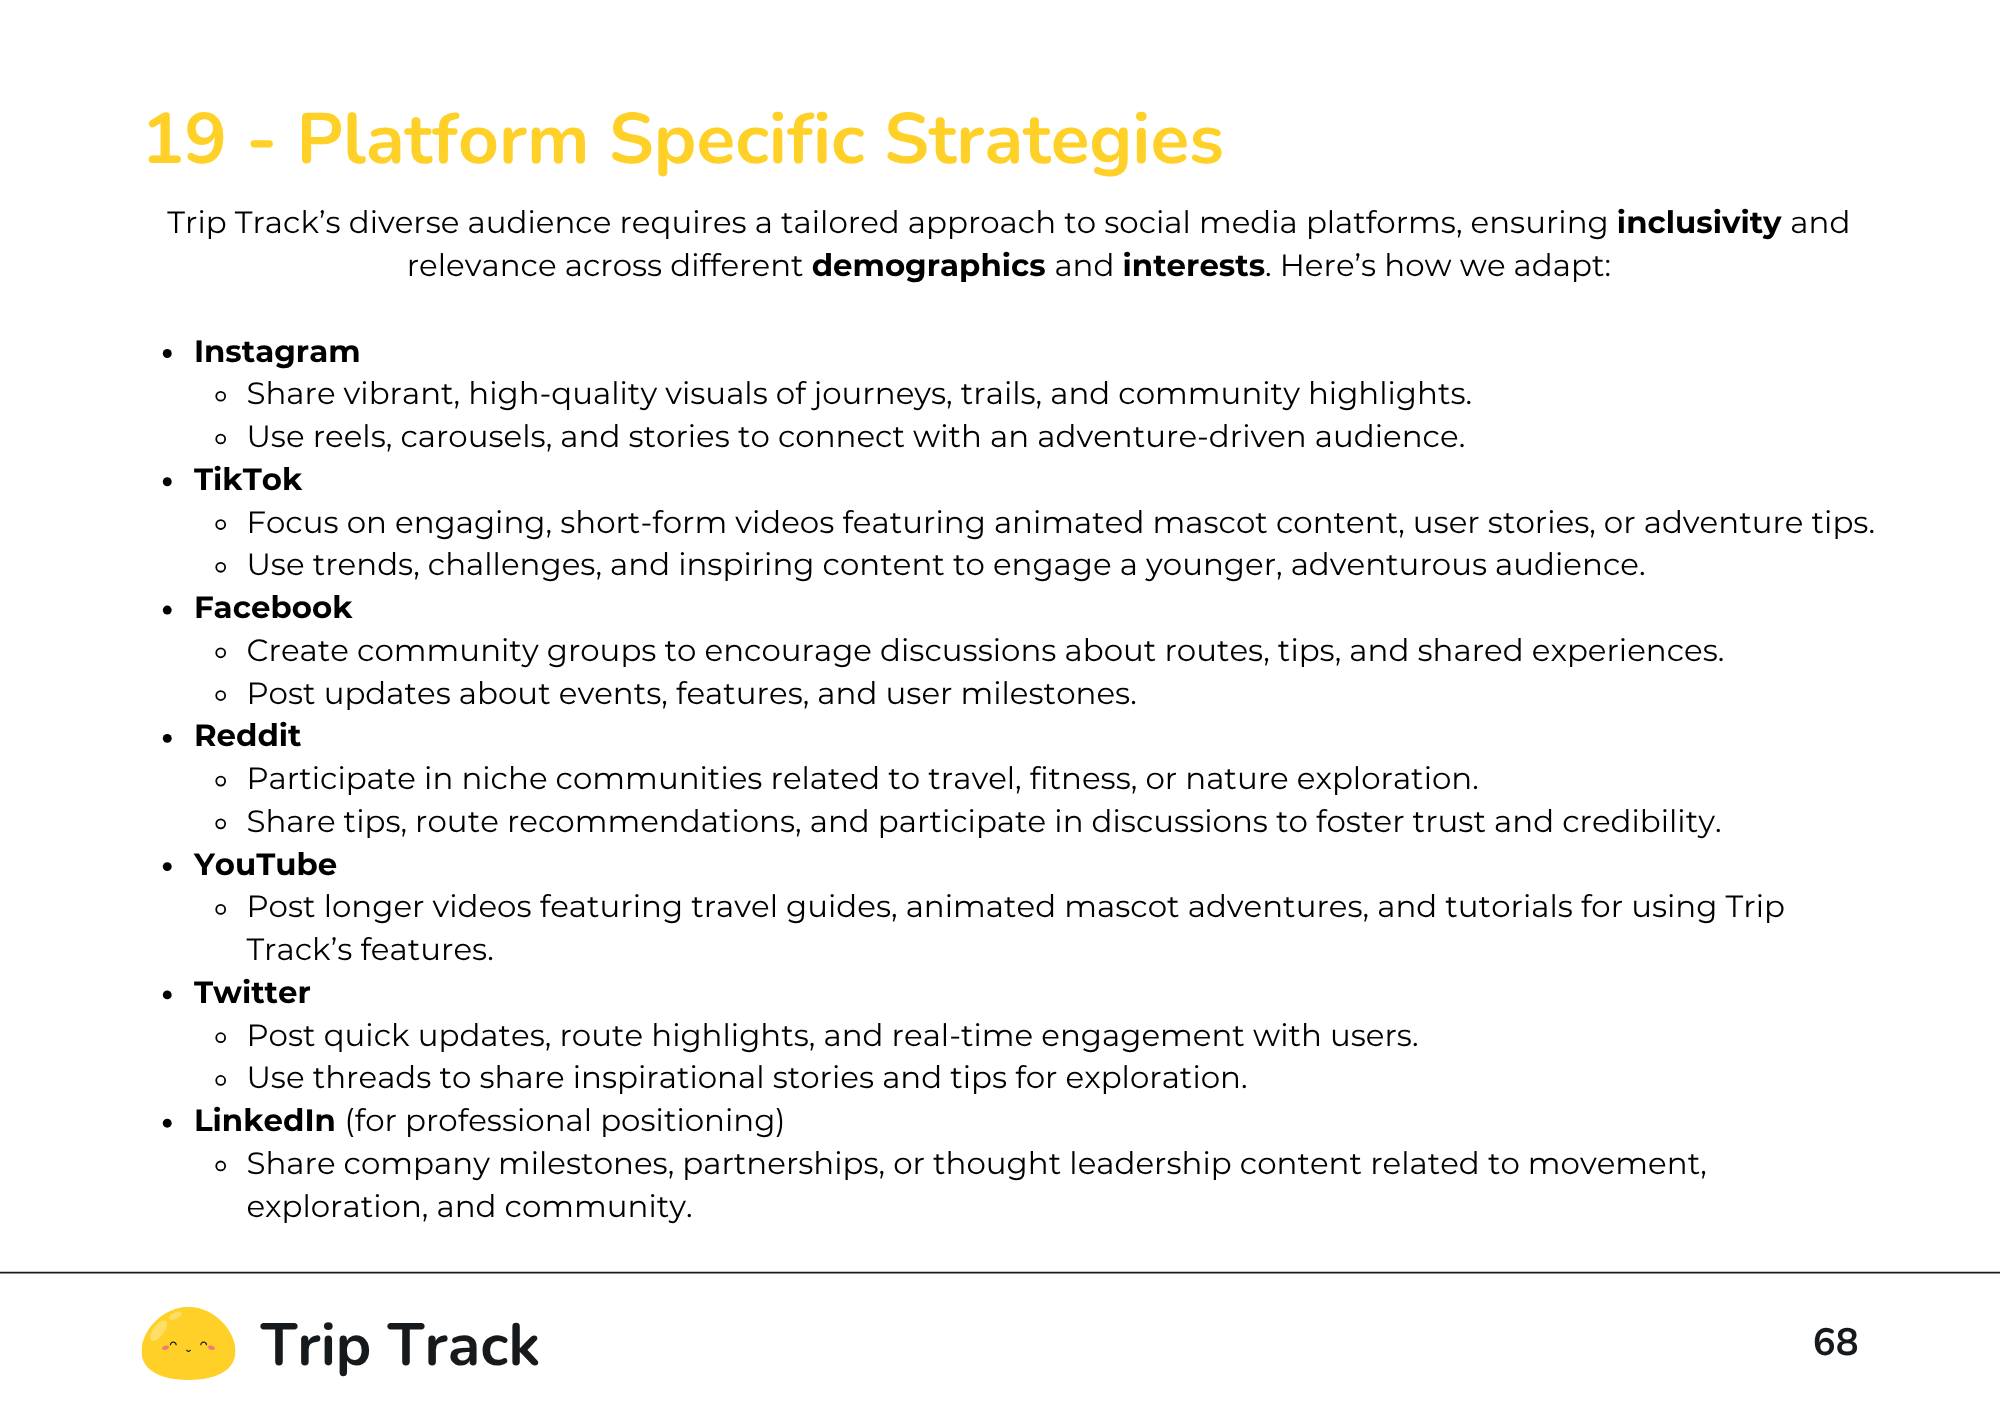 19 - Platform Specific Strategies
Trip Track’s diverse audience requires a tailored approach to social media platforms, ensuring inclusivity and
relevance across different demographics and interests. Here’s how we adapt:
• Instagram
◦ Share vibrant, high-quality visuals of journeys, trails, and community highlights.
◦ Use reels, carousels, and stories to connect with an adventure-driven audience.
• TikTok
◦ Focus on engaging, short-form videos featuring animated mascot content, user stories, or adventure tips.
◦ Use trends, challenges, and inspiring content to engage a younger, adventurous audience.
• Facebook
◦ Create community groups to encourage discussions about routes, tips, and shared experiences.
◦ Post updates about events, features, and user milestones.
• Reddit
◦ Participate in niche communities related to travel, fitness, or nature exploration.
◦ Share tips, route recommendations, and participate in discussions to foster trust and credibility.
• YouTube
◦ Post longer videos featuring travel guides, animated mascot adventures, and tutorials for using Trip
Track’s features.
• Twitter
◦ Post quick updates, route highlights, and real-time engagement with users.
◦ Use threads to share inspirational stories and tips for exploration.
• LinkedIn (for professional positioning)
◦ Share company milestones, partnerships, or thought leadership content related to movement,
exploration, and community.
Trip Track
68